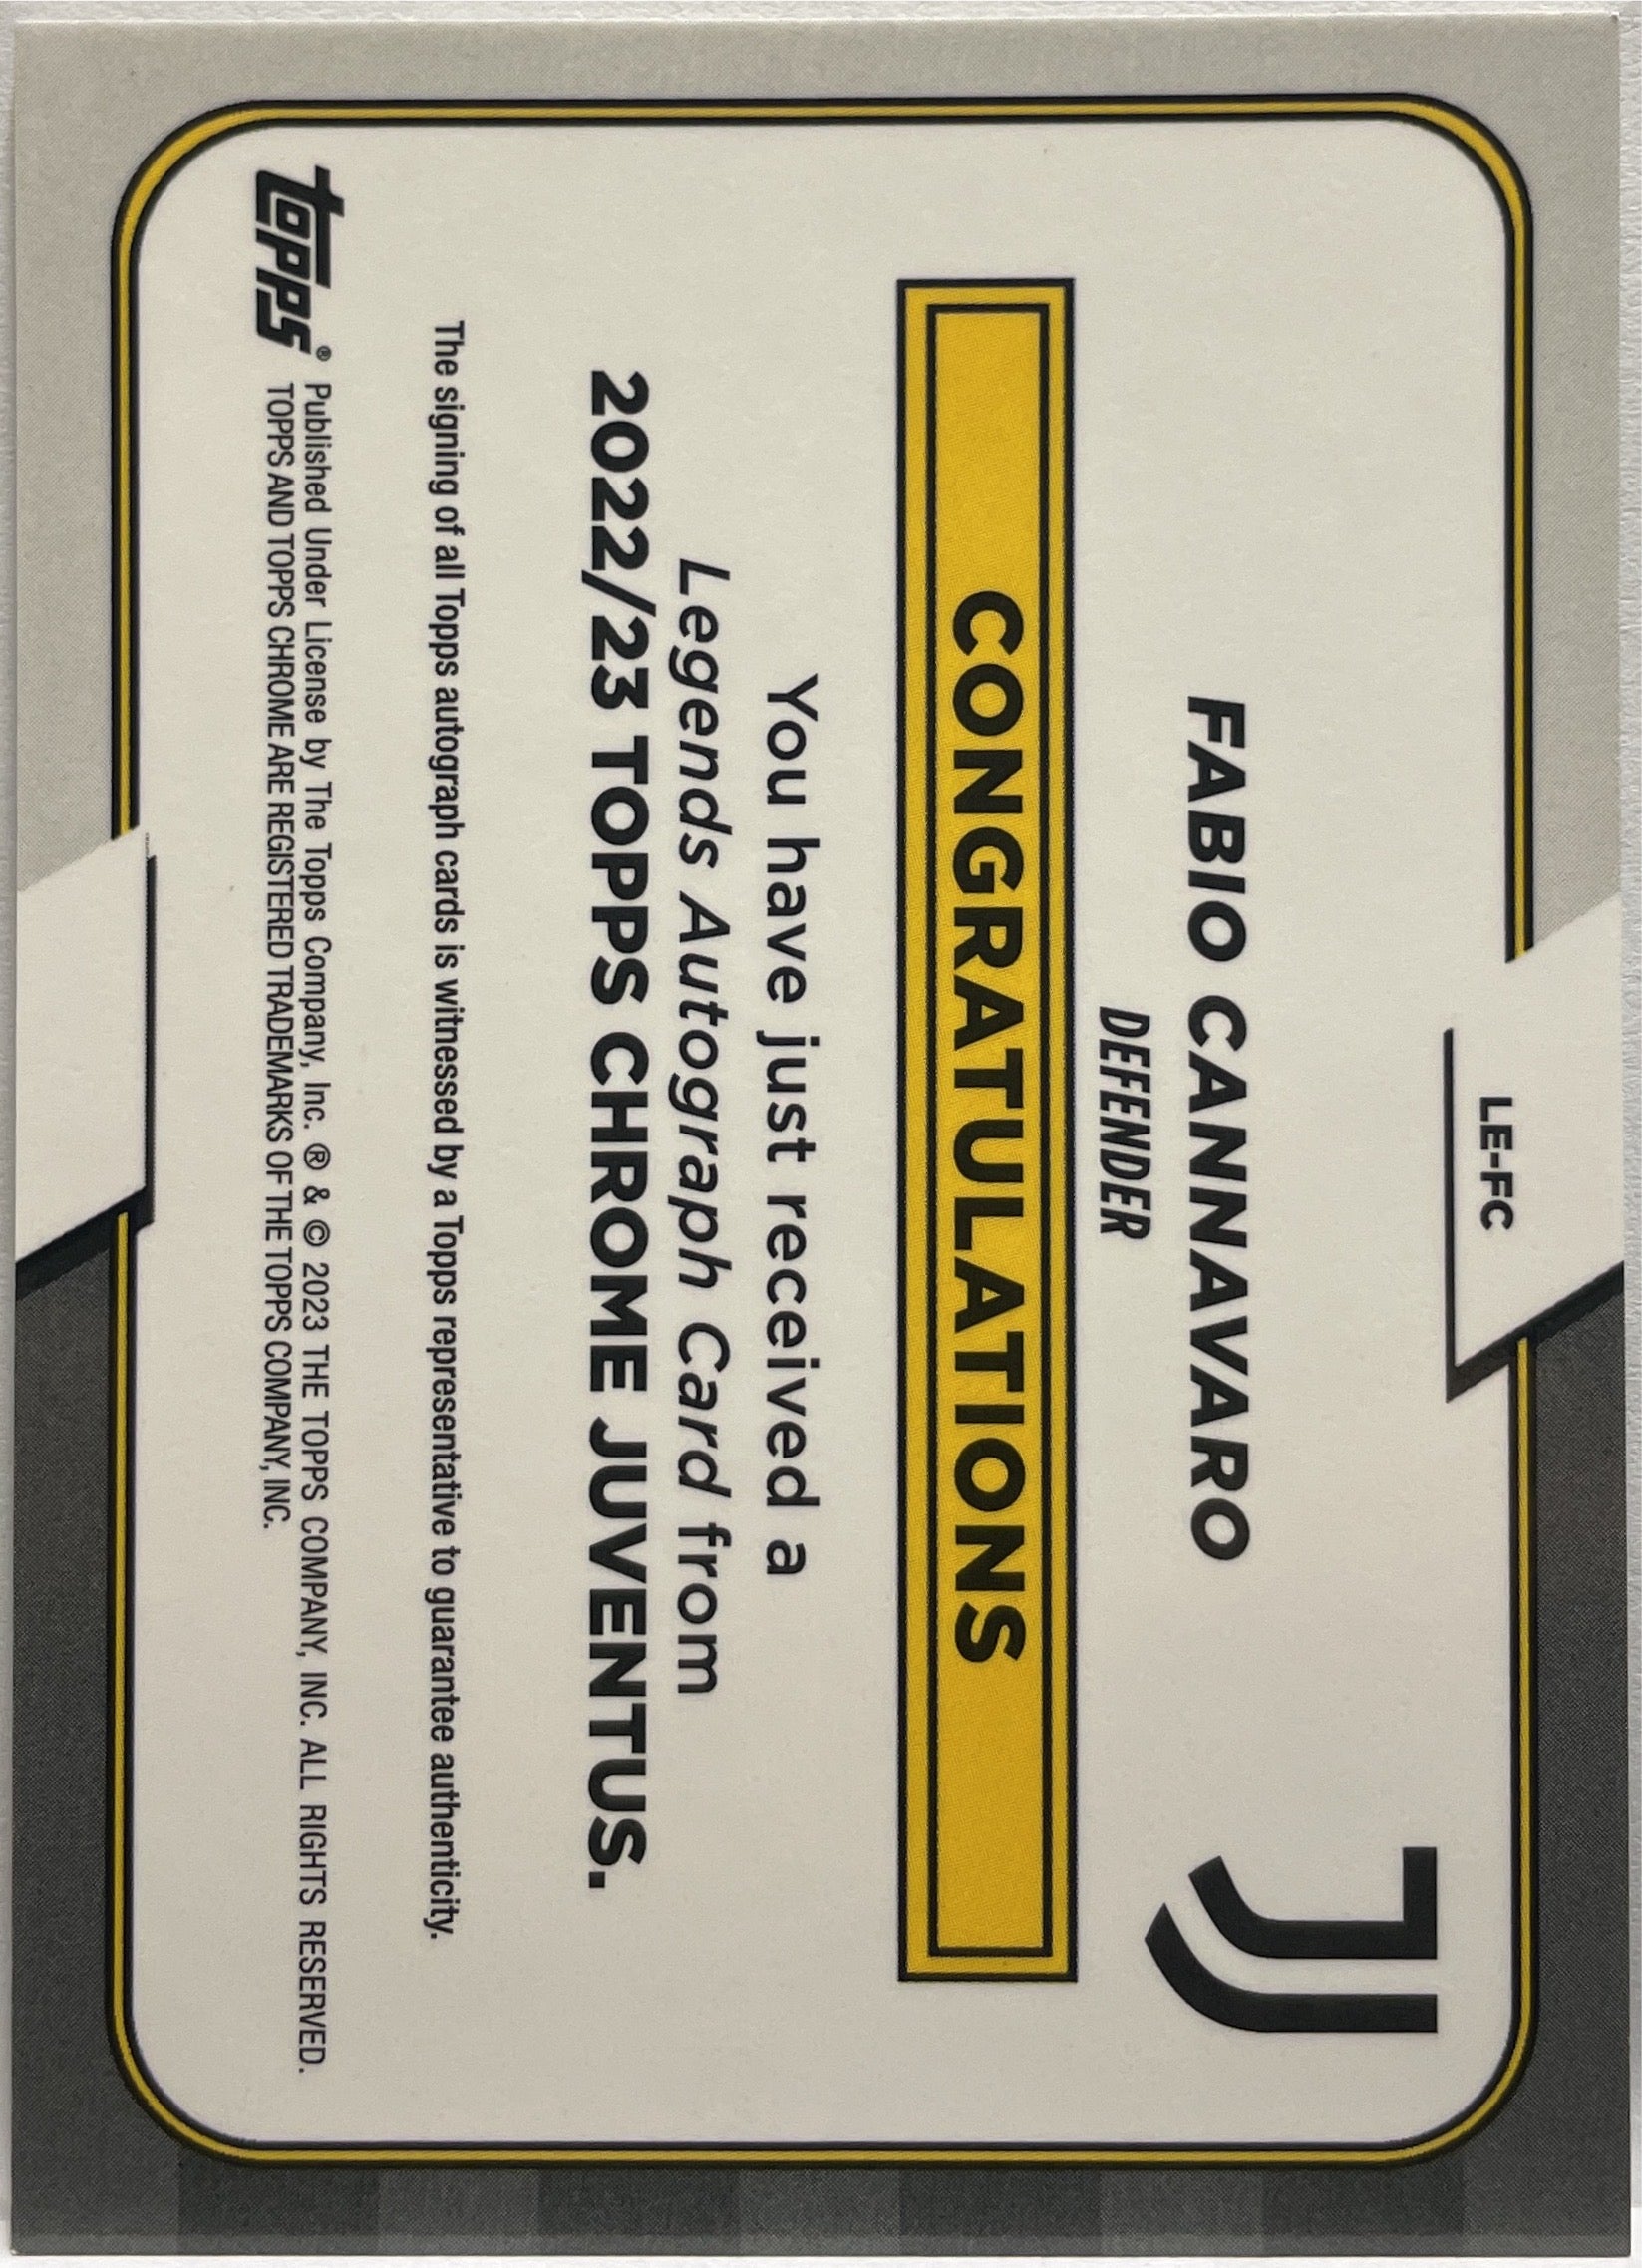 LE-FC
FABIO CANNAVARO
DEFENDER
CONGRATULATIONS
You have just received a
Legends Autograph Card from
2022/23 TOPPS CHROME JUVENTUS.
The signing of all Topps autograph cards is witnessed by a Topps representative to guarantee authenticity.
topps® Published Under License by The Topps Company, Inc. ® & © 2023 THE TOPPS COMPANY, INC. ALL RIGHTS RESERVED.
TOPPS AND TOPPS CHROME ARE REGISTERED TRADEMARKS OF THE TOPPS COMPANY, INC.